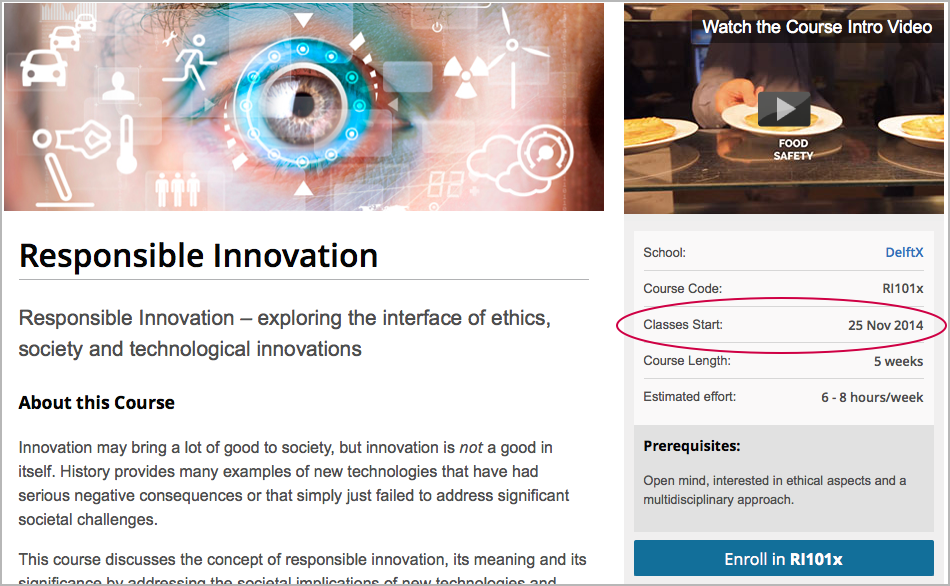 Watch the Course Intro Video
FOOD
SAFETY
Responsible Innovation
Responsible Innovation – exploring the interface of ethics,
society and technological innovations
About this Course
Innovation may bring a lot of good to society, but innovation is not a good in
itself. History provides many examples of new technologies that have had
serious negative consequences or that simply just failed to address significant
societal challenges.
This course discusses the concept of responsible innovation, its meaning and its
significance by addressing the societal implications of new technologies and
School: DelftX
Course Code: RI101x
Classes Start: 25 Nov 2014
Course Length: 5 weeks
Estimated effort: 6 - 8 hours/week
Prerequisites:
Open mind, interested in ethical aspects and a
multidisciplinary approach.
Enroll in RI101x